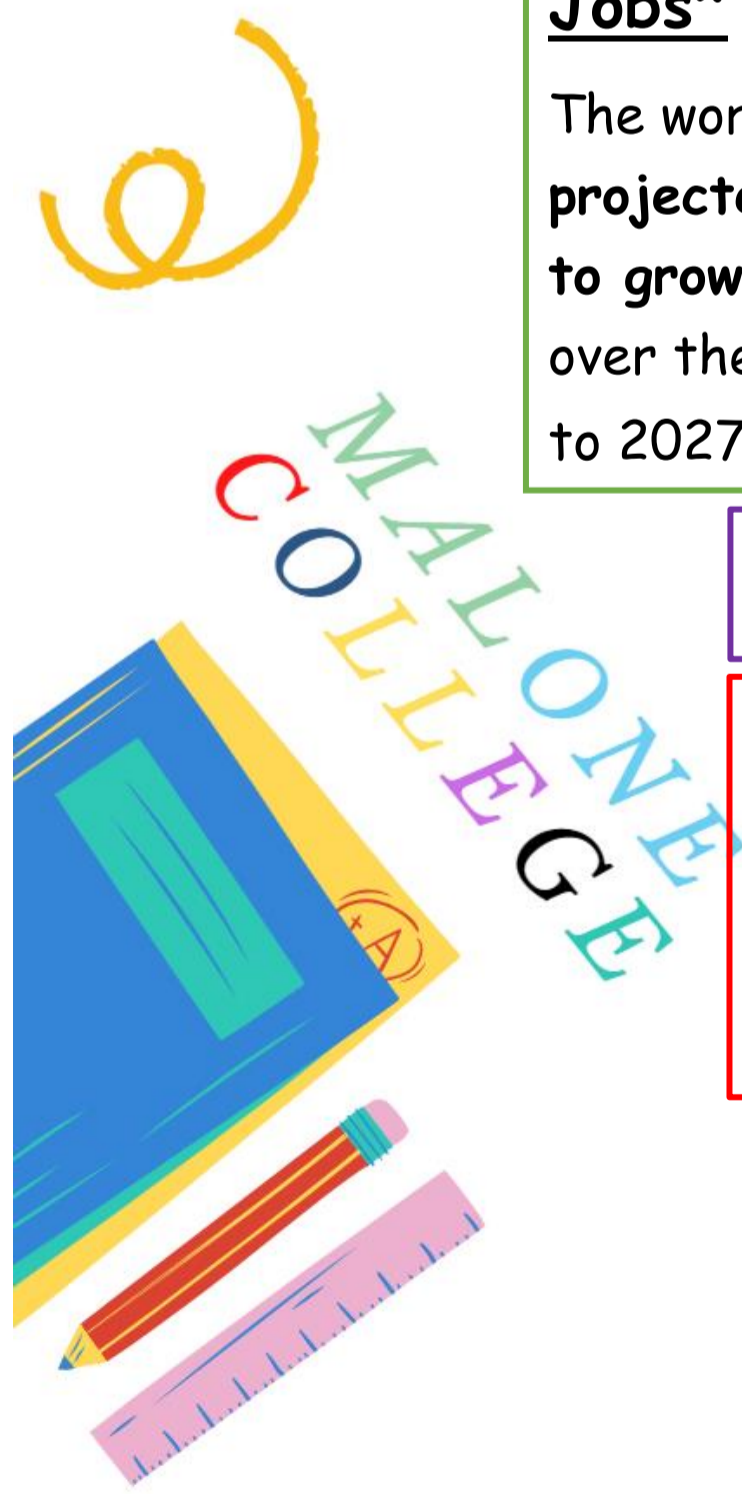 Jobs"
The wor
projecte
to grow
over the
to 2027
MALONE
COLLEGE
A+